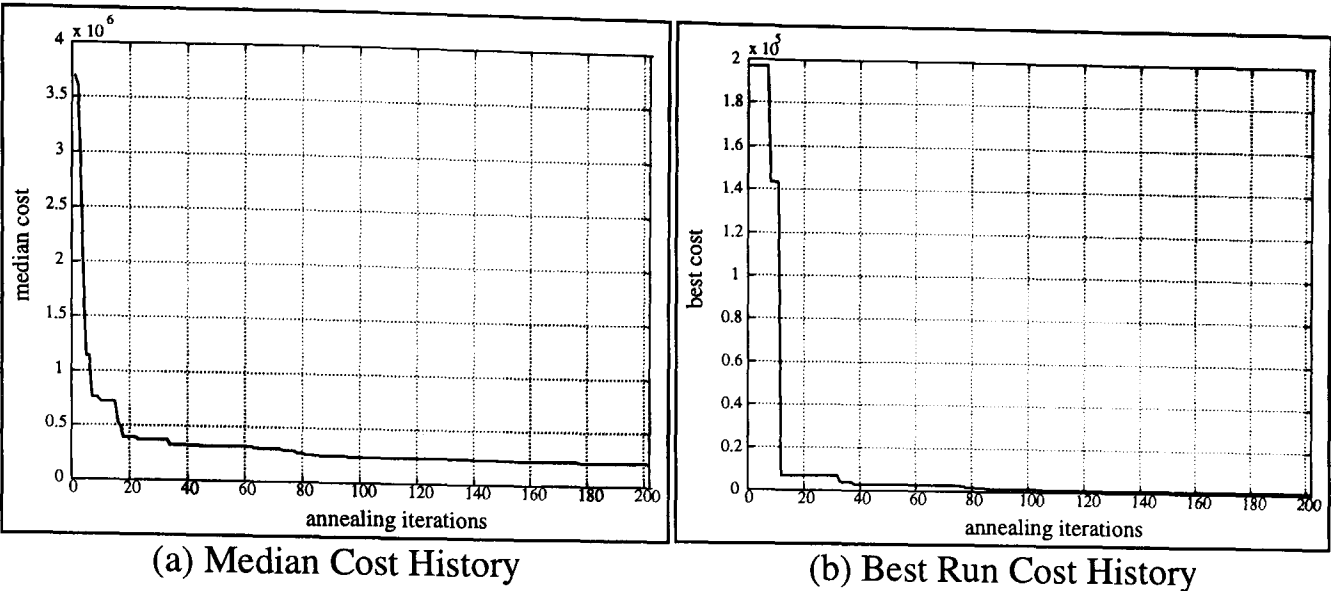 x 10^6
4
3.5
3
2.5
2
1.5
1
0.5
0
median cost
0 20 40 60 80 100 120 140 160 180 200
annealing iterations
(a) Median Cost History
x 10^5
2
1.8
1.6
1.4
1.2
1
0.8
0.6
0.4
0.2
0
best cost
0 20 40 60 80 100 120 140 160 180 200
annealing iterations
(b) Best Run Cost History